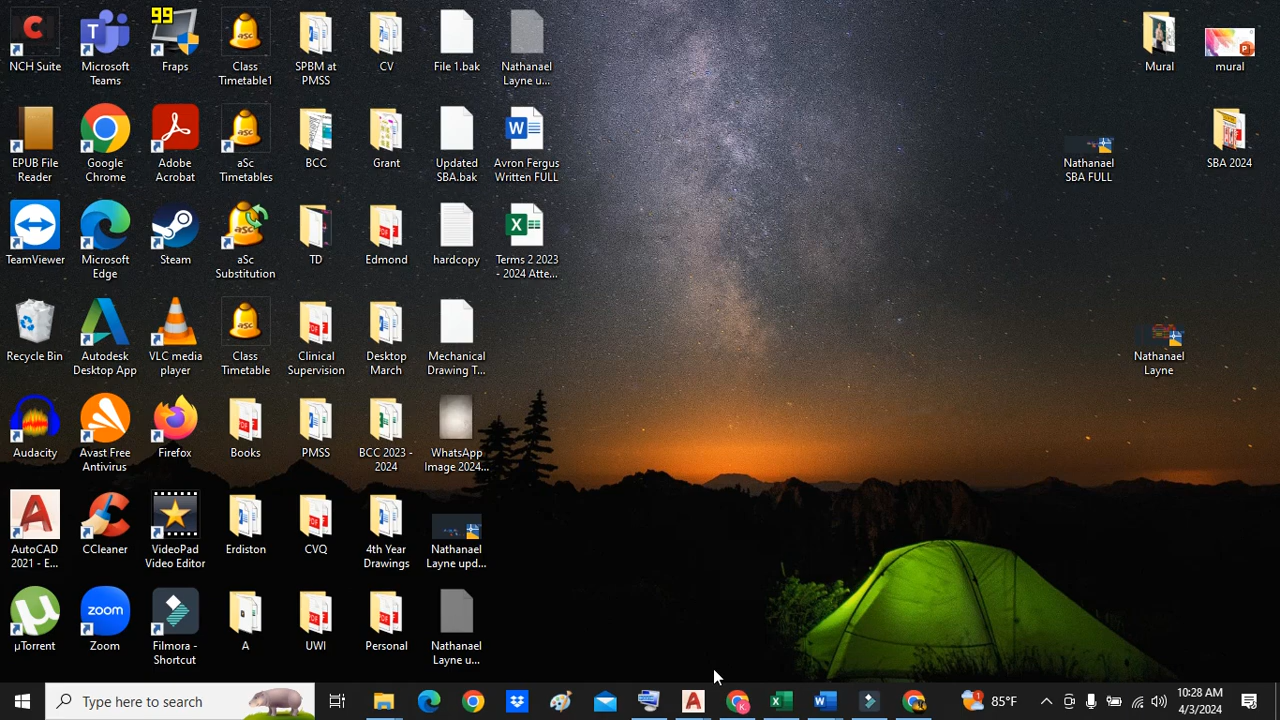 99
NCH Suite
Microsoft
Teams
Fraps
Class
Timetable1
SPBM at
PMSS
CV
File 1.bak
Nathanael
Layne u...
Mural
mural
EPUB File
Reader
Google
Chrome
Adobe
Acrobat
aSc
Timetables
BCC
Grant
Updated
SBA.bak
Avron Fergus
Written FULL
Nathanael
SBA FULL
SBA 2024
TeamViewer
Microsoft
Edge
Steam
aSc
Substitution
TD
Edmond
hardcopy
Terms 2 2023
- 2024 Atte...
Recycle Bin
Autodesk
Desktop App
VLC media
player
Class
Timetable
Clinical
Supervision
Desktop
March
Mechanical
Drawing T...
Nathanael
Layne
Audacity
Avast Free
Antivirus
Firefox
Books
PMSS
BCC 2023 -
2024
WhatsApp
Image 2024...
AutoCAD
2021 - E...
CCleaner
VideoPad
Video Editor
Erdiston
CVQ
4th Year
Drawings
Nathanael
Layne upd...
µTorrent
zoom
Zoom
Filmora -
Shortcut
A
UWI
Personal
Nathanael
Layne u...
Type here to search
85°F
10:28 AM
4/3/2024